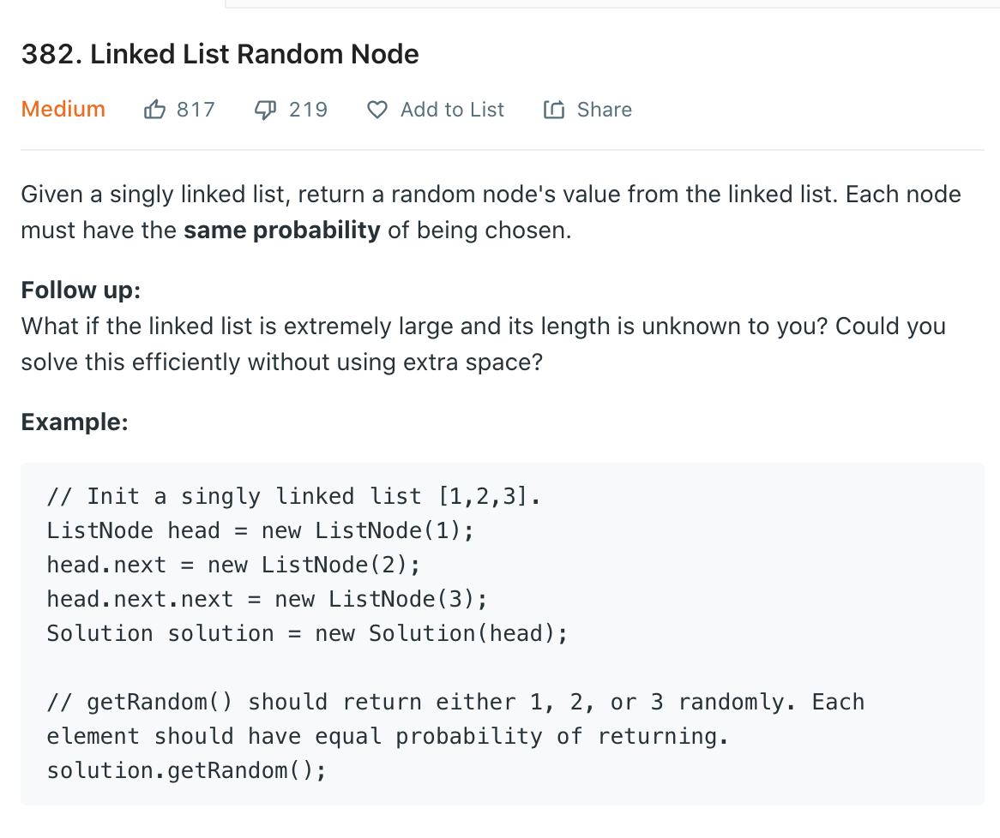 382. Linked List Random Node
Medium 817 219 Add to List Share
Given a singly linked list, return a random node's value from the linked list. Each node
must have the same probability of being chosen.
Follow up:
What if the linked list is extremely large and its length is unknown to you? Could you
solve this efficiently without using extra space?
Example:
// Init a singly linked list [1,2,3].
ListNode head = new ListNode(1);
head.next = new ListNode(2);
head.next.next = new ListNode(3);
Solution solution = new Solution(head);
// getRandom() should return either 1, 2, or 3 randomly. Each
element should have equal probability of returning.
solution.getRandom();